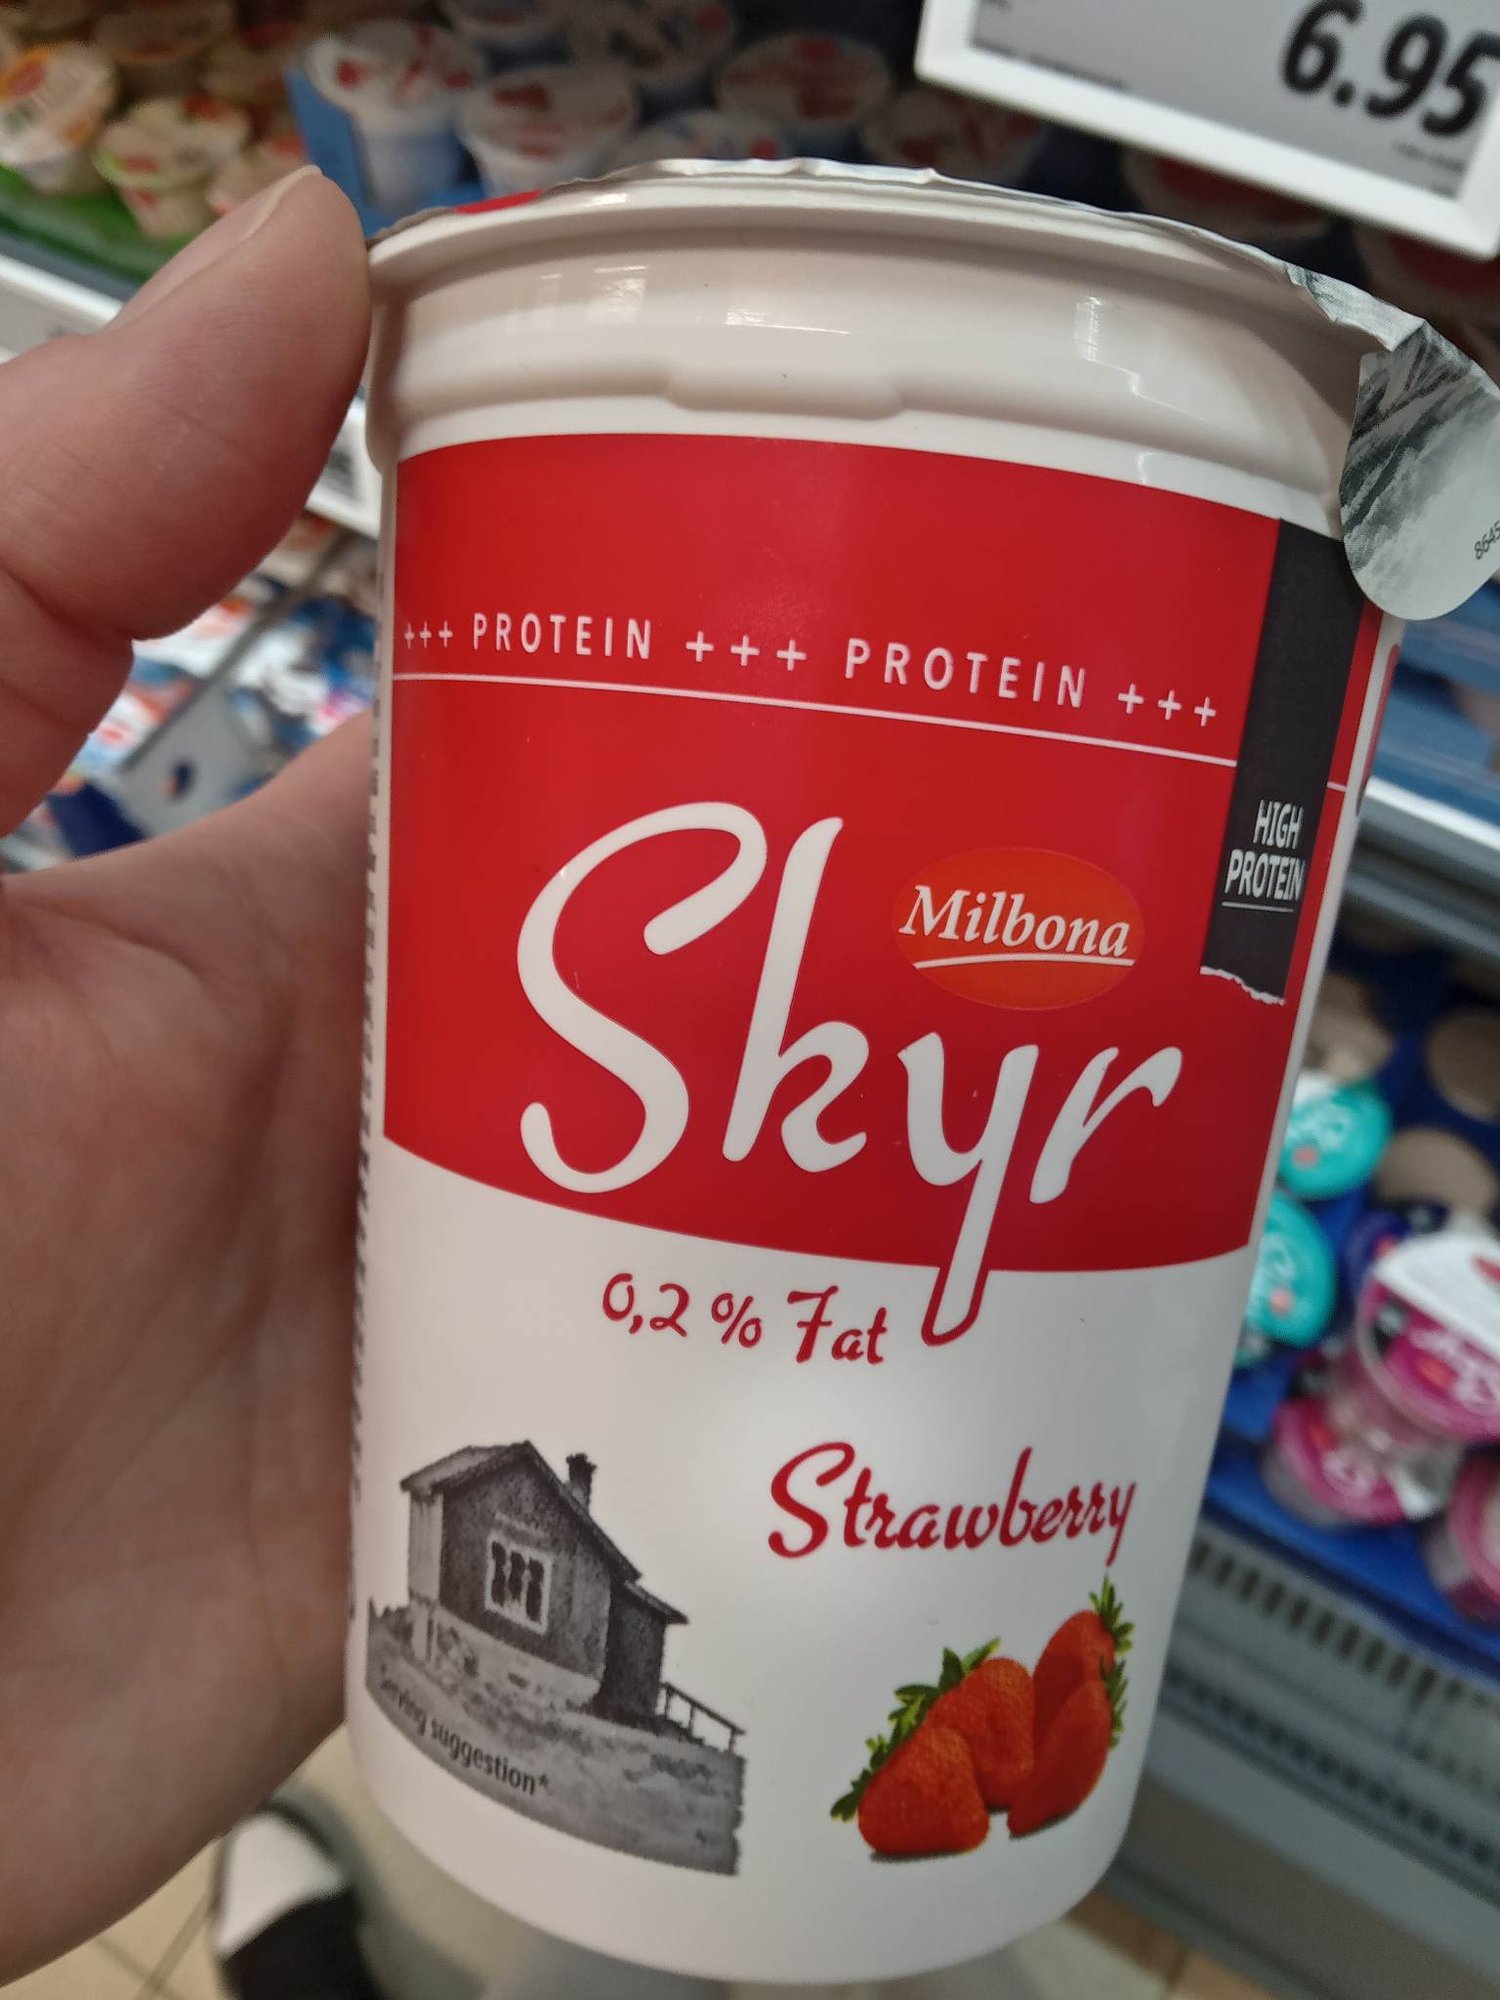 6.95
+++ PROTEIN +++ PROTEIN +++
HIGH
PROTEIN
Milbona
Skyr
0,2 % Fat
Strawberry
Serving suggestion*